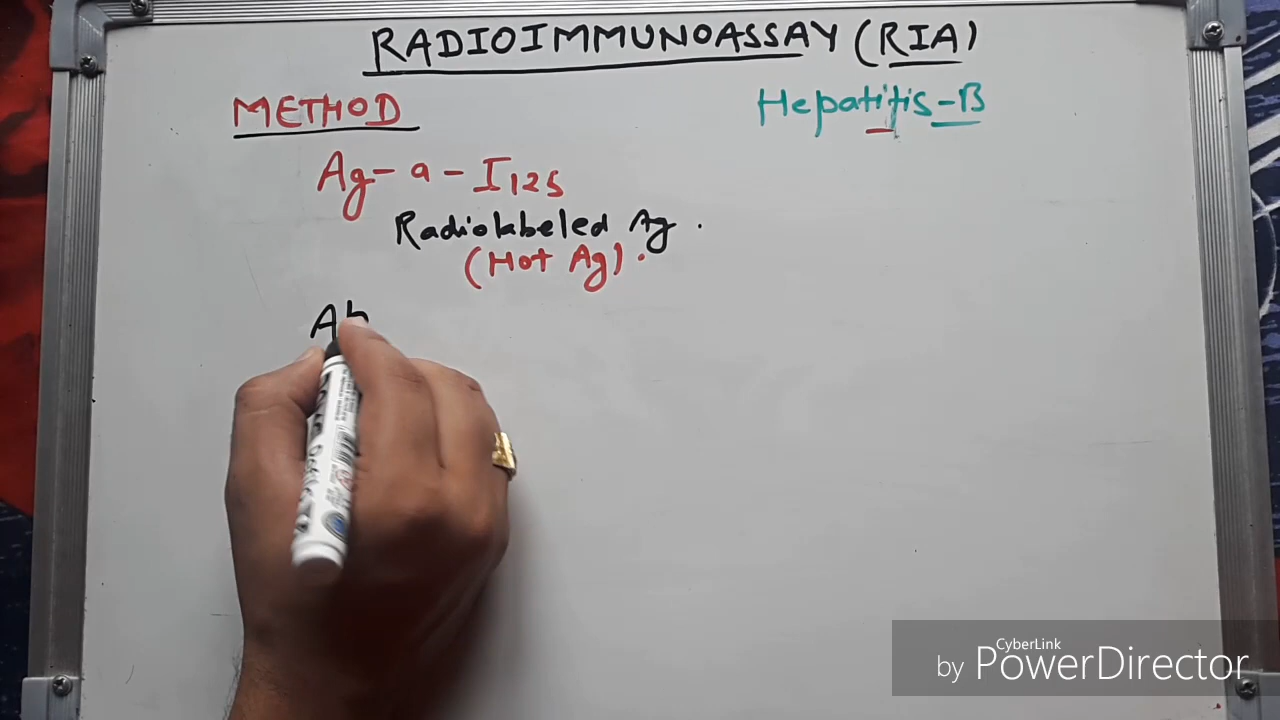 RADIOIMMUNOASSAY (RIA)
METHOD
Hepatitis-B
Ag - a - I125
Radiolabeled Ag.
(Hot Ag).
Ab
CyberLink
by PowerDirector